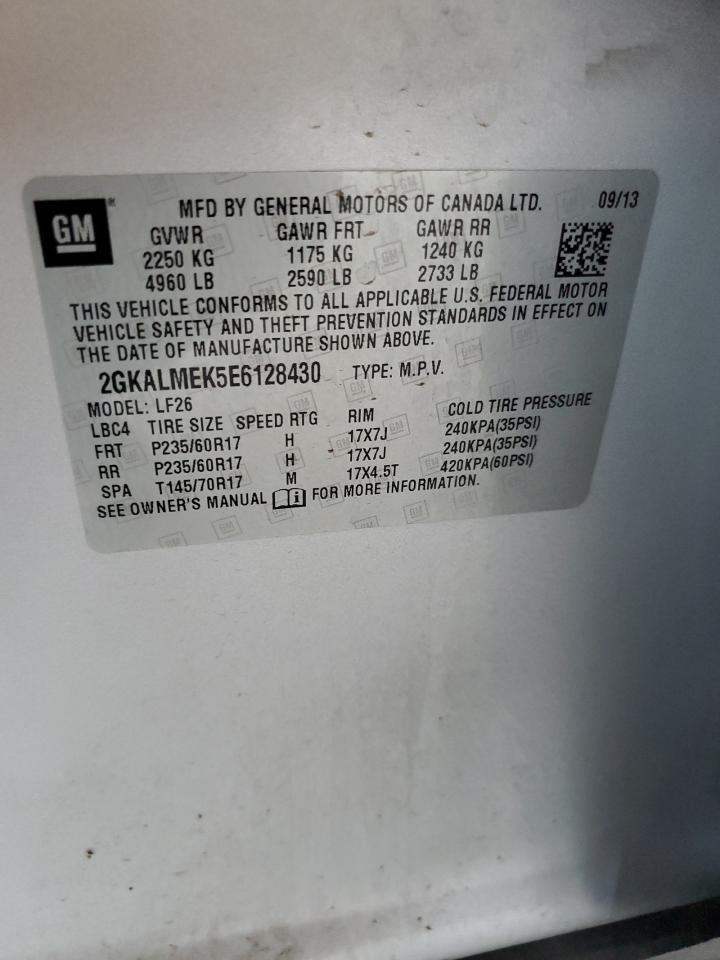 GM
MFD BY GENERAL MOTORS OF CANADA LTD. 09/13
GVWR GAWR FRT GAWR RR
2250 KG 1175 KG 1240 KG
4960 LB 2590 LB 2733 LB
THIS VEHICLE CONFORMS TO ALL APPLICABLE U.S. FEDERAL MOTOR
VEHICLE SAFETY AND THEFT PREVENTION STANDARDS IN EFFECT ON
THE DATE OF MANUFACTURE SHOWN ABOVE.
2GKALMEK5E6128430 TYPE: M.P.V.
MODEL: LF26
LBC4 TIRE SIZE SPEED RTG RIM COLD TIRE PRESSURE
FRT P235/60R17 H 17X7J 240KPA(35PSI)
RR P235/60R17 H 17X7J 240KPA(35PSI)
SPA T145/70R17 M 17X4.5T 420KPA(60PSI)
SEE OWNER'S MANUAL FOR MORE INFORMATION.